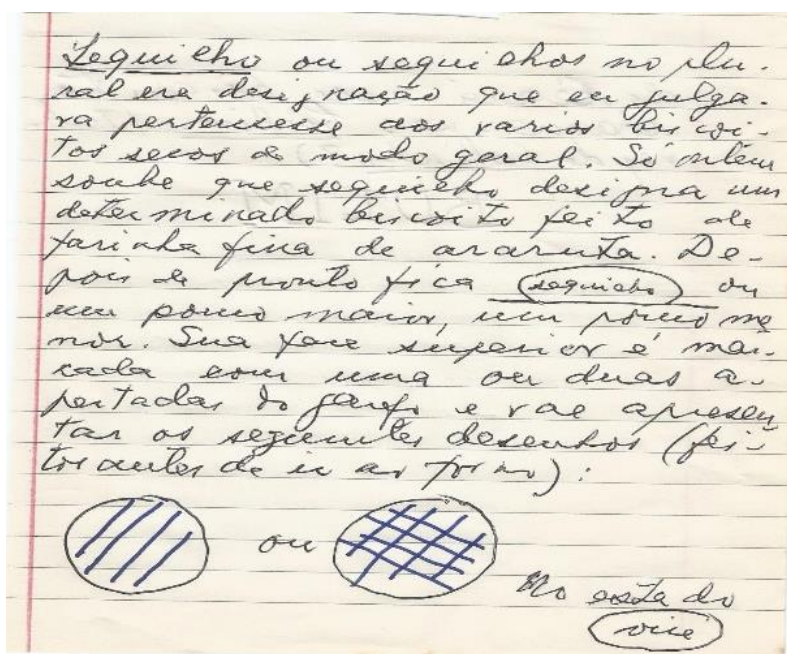 Sequilho ou sequilhos no plu-
ral era designação que eu julga-
va pertencesse aos varios biscoi-
tos secos de modo geral. Só ontem
soube que sequilho designa um
determinado biscoito feito de
farinha fina de araruta. De-
pois de pronto fica sequilho ou
um pouco maior, um pouco me
nor. Sua face superior é mar-
cada com uma ou duas a-
pertadas do garfo e vae apresen
tar os seguintes desenhos (fei-
tos antes de ir ao forno):
ou
No esta do
vice